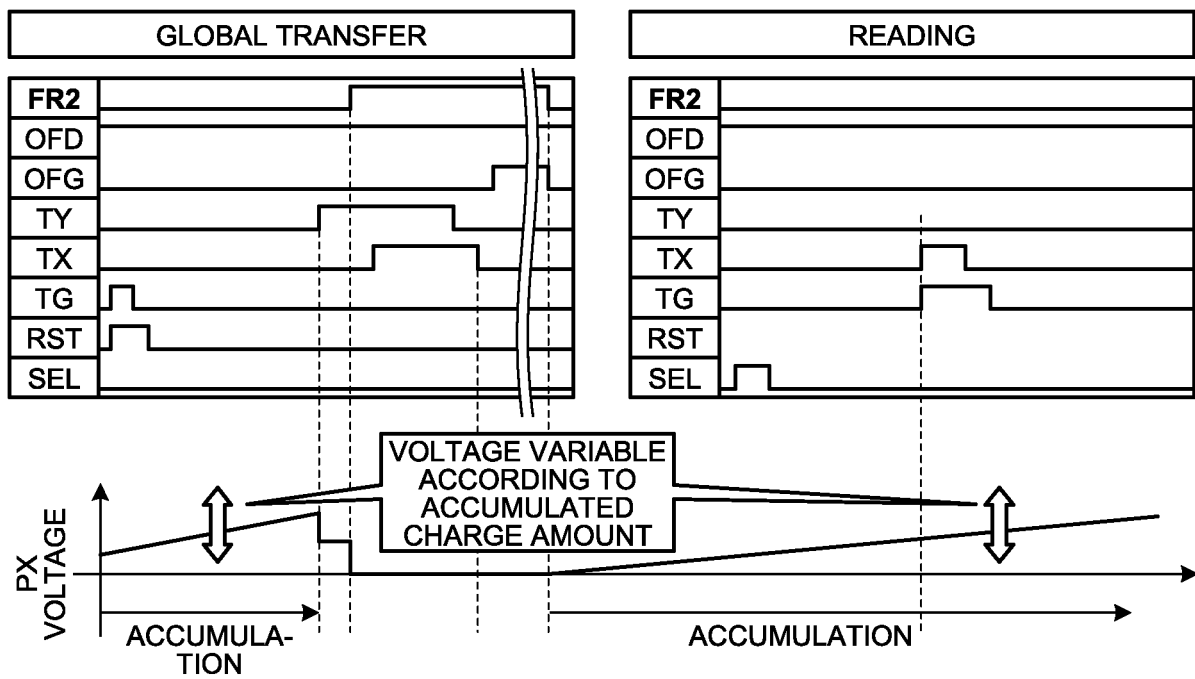 GLOBAL TRANSFER
READING
FR2
OFD
OFG
TY
TX
TG
RST
SEL
FR2
OFD
OFG
TY
TX
TG
RST
SEL
VOLTAGE VARIABLE
ACCORDING TO
ACCUMULATED
CHARGE AMOUNT
PX
VOLTAGE
ACCUMULA-
TION
ACCUMULATION